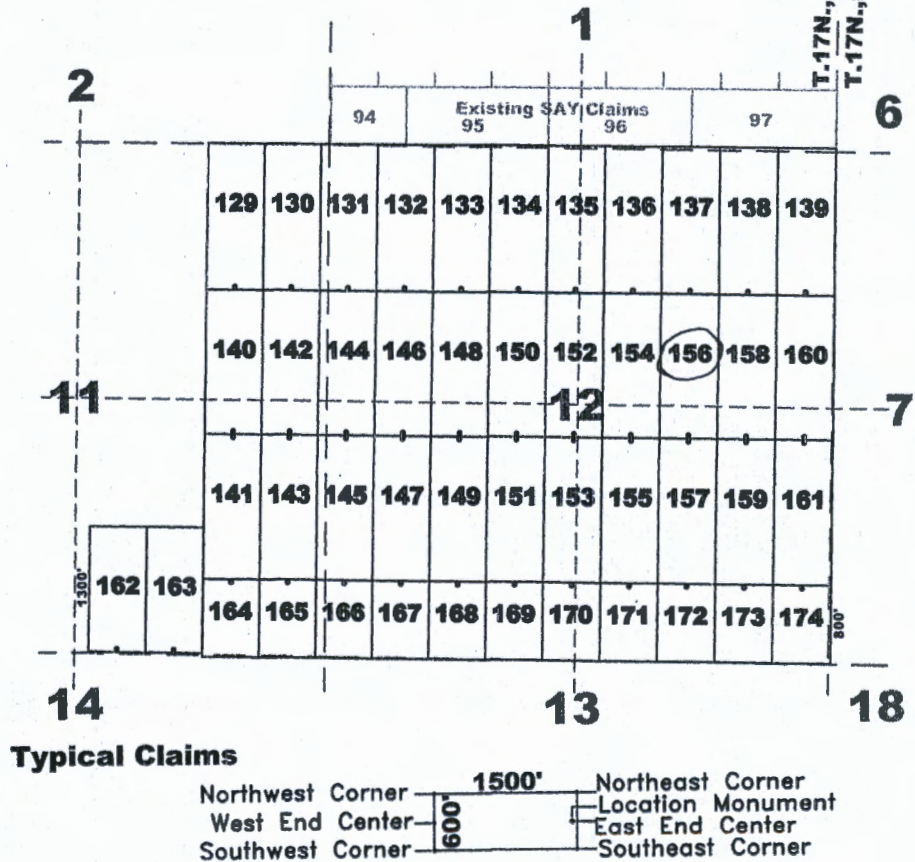 1
T.17N.,
T.17N.,
2
Existing SAY Claims
94 95 96 97
6
129 130 131 132 133 134 135 136 137 138 139
140 142 144 146 148 150 152 154 156 158 160
11 12 7
141 143 145 147 149 151 153 155 157 159 161
1300' 162 163
164 165 166 167 168 169 170 171 172 173 174 800'
14 13 18
Typical Claims
1500'
600'
Northwest Corner
West End Center
Southwest Corner
Northeast Corner
Location Monument
East End Center
Southeast Corner